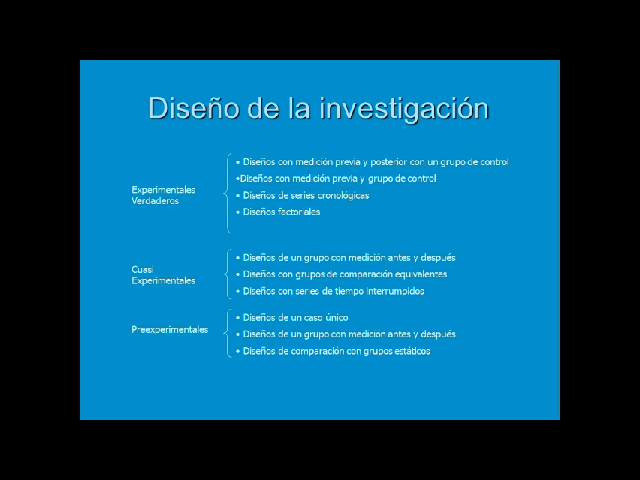 Diseño de la investigación
Experimentales
Verdaderos
• Diseños con medición previa y posterior con un grupo de control
•Diseños con medición previa y grupo de control
• Diseños de series cronológicas
• Diseños factoriales
Cuasi
Experimentales
• Diseños de un grupo con medición antes y después
• Diseños con grupos de comparación equivalentes
• Diseños con series de tiempo interrumpidos
Preexperimentales
• Diseños de un caso único
• Diseños de un grupo con medición antes y después
• Diseños de comparación con grupos estáticos